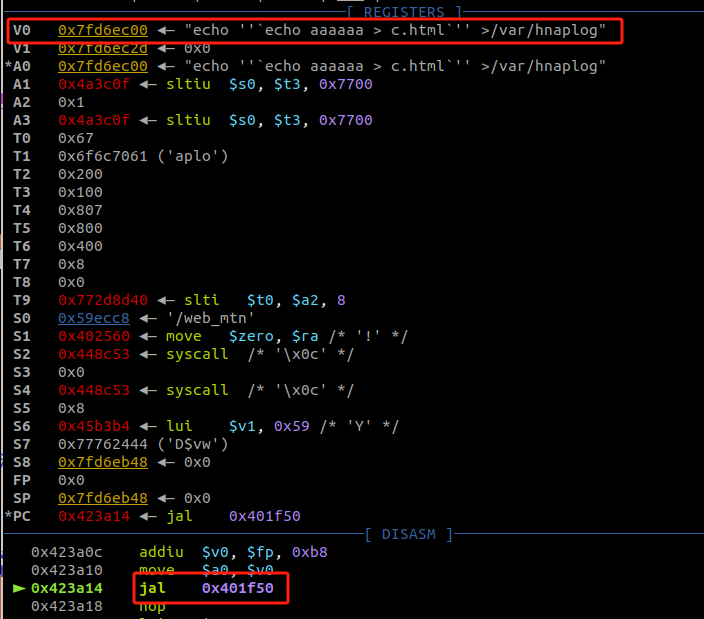 [ REGISTERS ]
V0 0x7fd6ec00 ◂— "echo ''`echo aaaaaa > c.html`'' >/var/hnaplog"
V1 0x7fd6ec2d ◂— 0x0
*A0 0x7fd6ec00 ◂— "echo ''`echo aaaaaa > c.html`'' >/var/hnaplog"
A1 0x4a3c0f ◂— sltiu $s0, $t3, 0x7700
A2 0x1
A3 0x4a3c0f ◂— sltiu $s0, $t3, 0x7700
T0 0x67
T1 0x6f6c7061 ('aplo')
T2 0x200
T3 0x100
T4 0x807
T5 0x800
T6 0x400
T7 0x8
T8 0x0
T9 0x772d8d40 ◂— slti $t0, $a2, 8
S0 0x59ecc8 ◂— '/web_mtn'
S1 0x402560 ◂— move $zero, $ra /* '!' */
S2 0x448c53 ◂— syscall /* '\x0c' */
S3 0x0
S4 0x448c53 ◂— syscall /* '\x0c' */
S5 0x8
S6 0x45b3b4 ◂— lui $v1, 0x59 /* 'Y' */
S7 0x77762444 ('D$vw')
S8 0x7fd6eb48 ◂— 0x0
FP 0x0
SP 0x7fd6eb48 ◂— 0x0
*PC 0x423a14 ◂— jal 0x401f50
[ DISASM ]
0x423a0c addiu $v0, $fp, 0xb8
0x423a10 move $a0, $v0
► 0x423a14 jal 0x401f50
0x423a18 nop